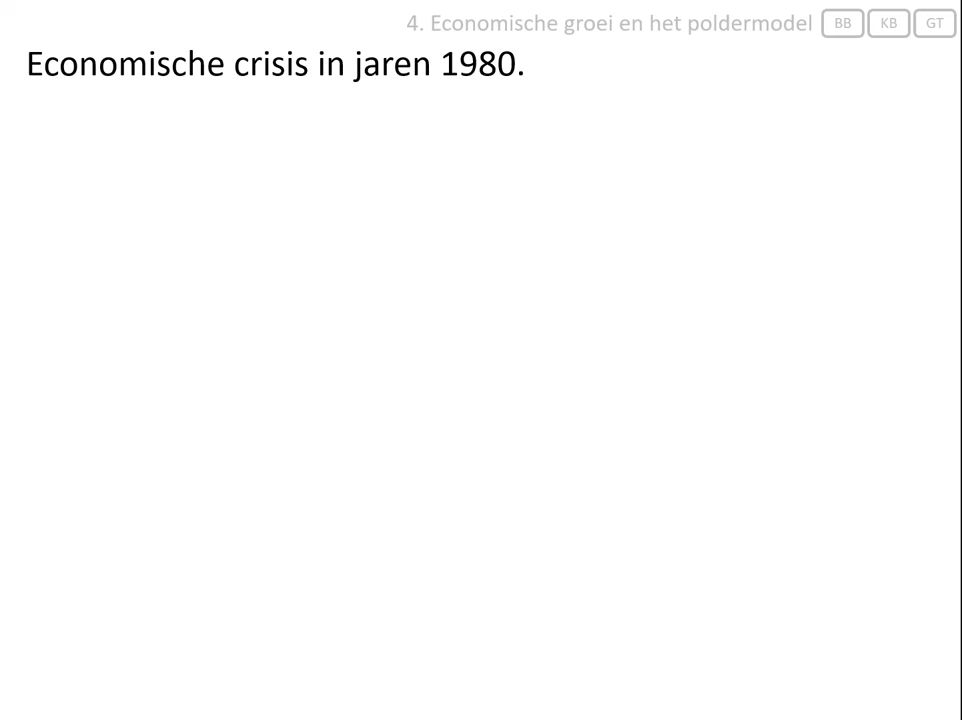 4. Economische groei en het poldermodel BB KB GT
Economische crisis in jaren 1980.